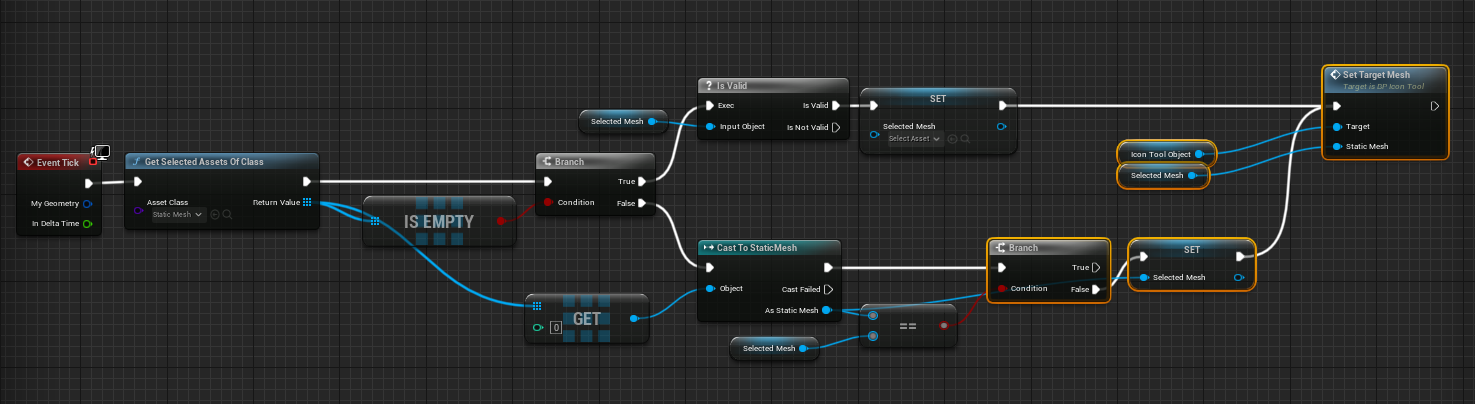 Event Tick
My Geometry
In Delta Time
Get Selected Assets Of Class
Asset Class
Static Mesh
Return Value
IS EMPTY
Branch
Condition
True
False
Selected Mesh
? Is Valid
Exec
Is Valid
Input Object
Is Not Valid
SET
Selected Mesh
Select Asset
GET
0
Cast To StaticMesh
Cast Failed
Object
As Static Mesh
Selected Mesh
==
Branch
True
Condition
False
SET
Selected Mesh
Icon Tool Object
Selected Mesh
Set Target Mesh
Target is DP Icon Tool
Target
Static Mesh